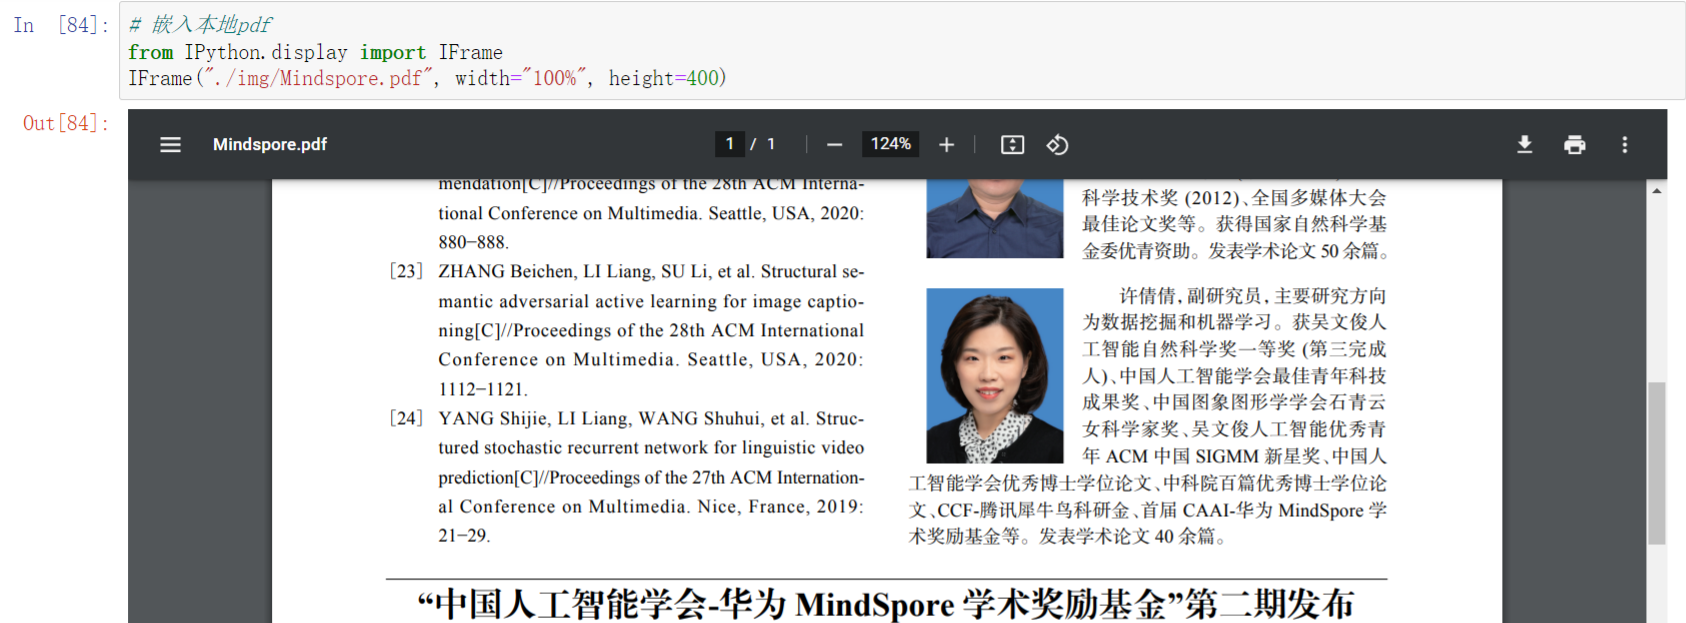 In [84]:
# 嵌入本地pdf
from IPython.display import IFrame
IFrame("./img/Mindspore.pdf", width="100%", height=400)
Out[84]:
Mindspore.pdf
1 / 1
124%
mendation[C]//Proceedings of the 28th ACM Interna-
tional Conference on Multimedia. Seattle, USA, 2020:
880−888.
[23] ZHANG Beichen, LI Liang, SU Li, et al. Structural se-
mantic adversarial active learning for image captio-
ning[C]//Proceedings of the 28th ACM International
Conference on Multimedia. Seattle, USA, 2020:
1112−1121.
[24] YANG Shijie, LI Liang, WANG Shuhui, et al. Struc-
tured stochastic recurrent network for linguistic video
prediction[C]//Proceedings of the 27th ACM Internation-
al Conference on Multimedia. Nice, France, 2019:
21−29.
科学技术奖 (2012)、全国多媒体大会
最佳论文奖等。获得国家自然科学基
金委优青资助。发表学术论文 50 余篇。
许倩倩,副研究员,主要研究方向
为数据挖掘和机器学习。获吴文俊人
工智能自然科学奖一等奖 (第三完成
人)、中国人工智能学会最佳青年科技
成果奖、中国图象图形学学会石青云
女科学家奖、吴文俊人工智能优秀青
年 ACM 中国 SIGMM 新星奖、中国人
工智能学会优秀博士学位论文、中科院百篇优秀博士学位论
文、CCF-腾讯犀牛鸟科研金、首届 CAAI-华为 MindSpore 学
术奖励基金等。发表学术论文 40 余篇。
“中国人工智能学会-华为 MindSpore 学术奖励基金”第二期发布